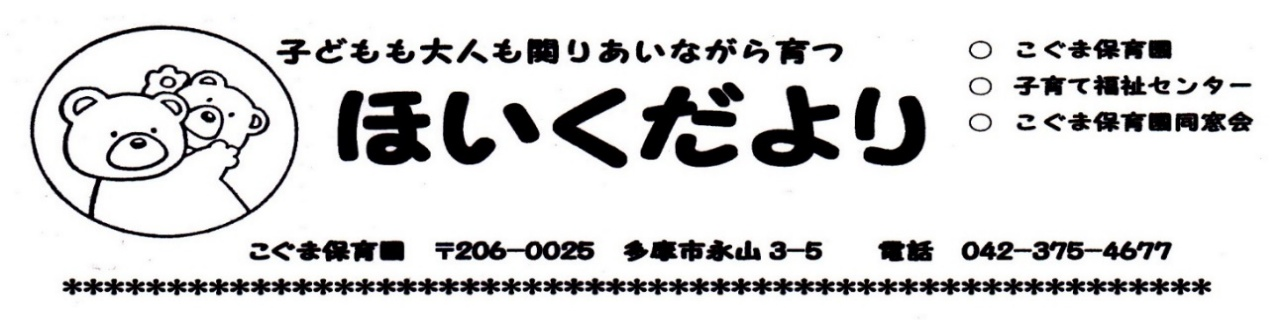 子どもも大人も関りあいながら育つ
ほいくだより
○ こぐま保育園
○ 子育て福祉センター
○ こぐま保育園同窓会
こぐま保育園 〒206-0025 多摩市永山3-5 電話 042-375-4677
*******************************************************